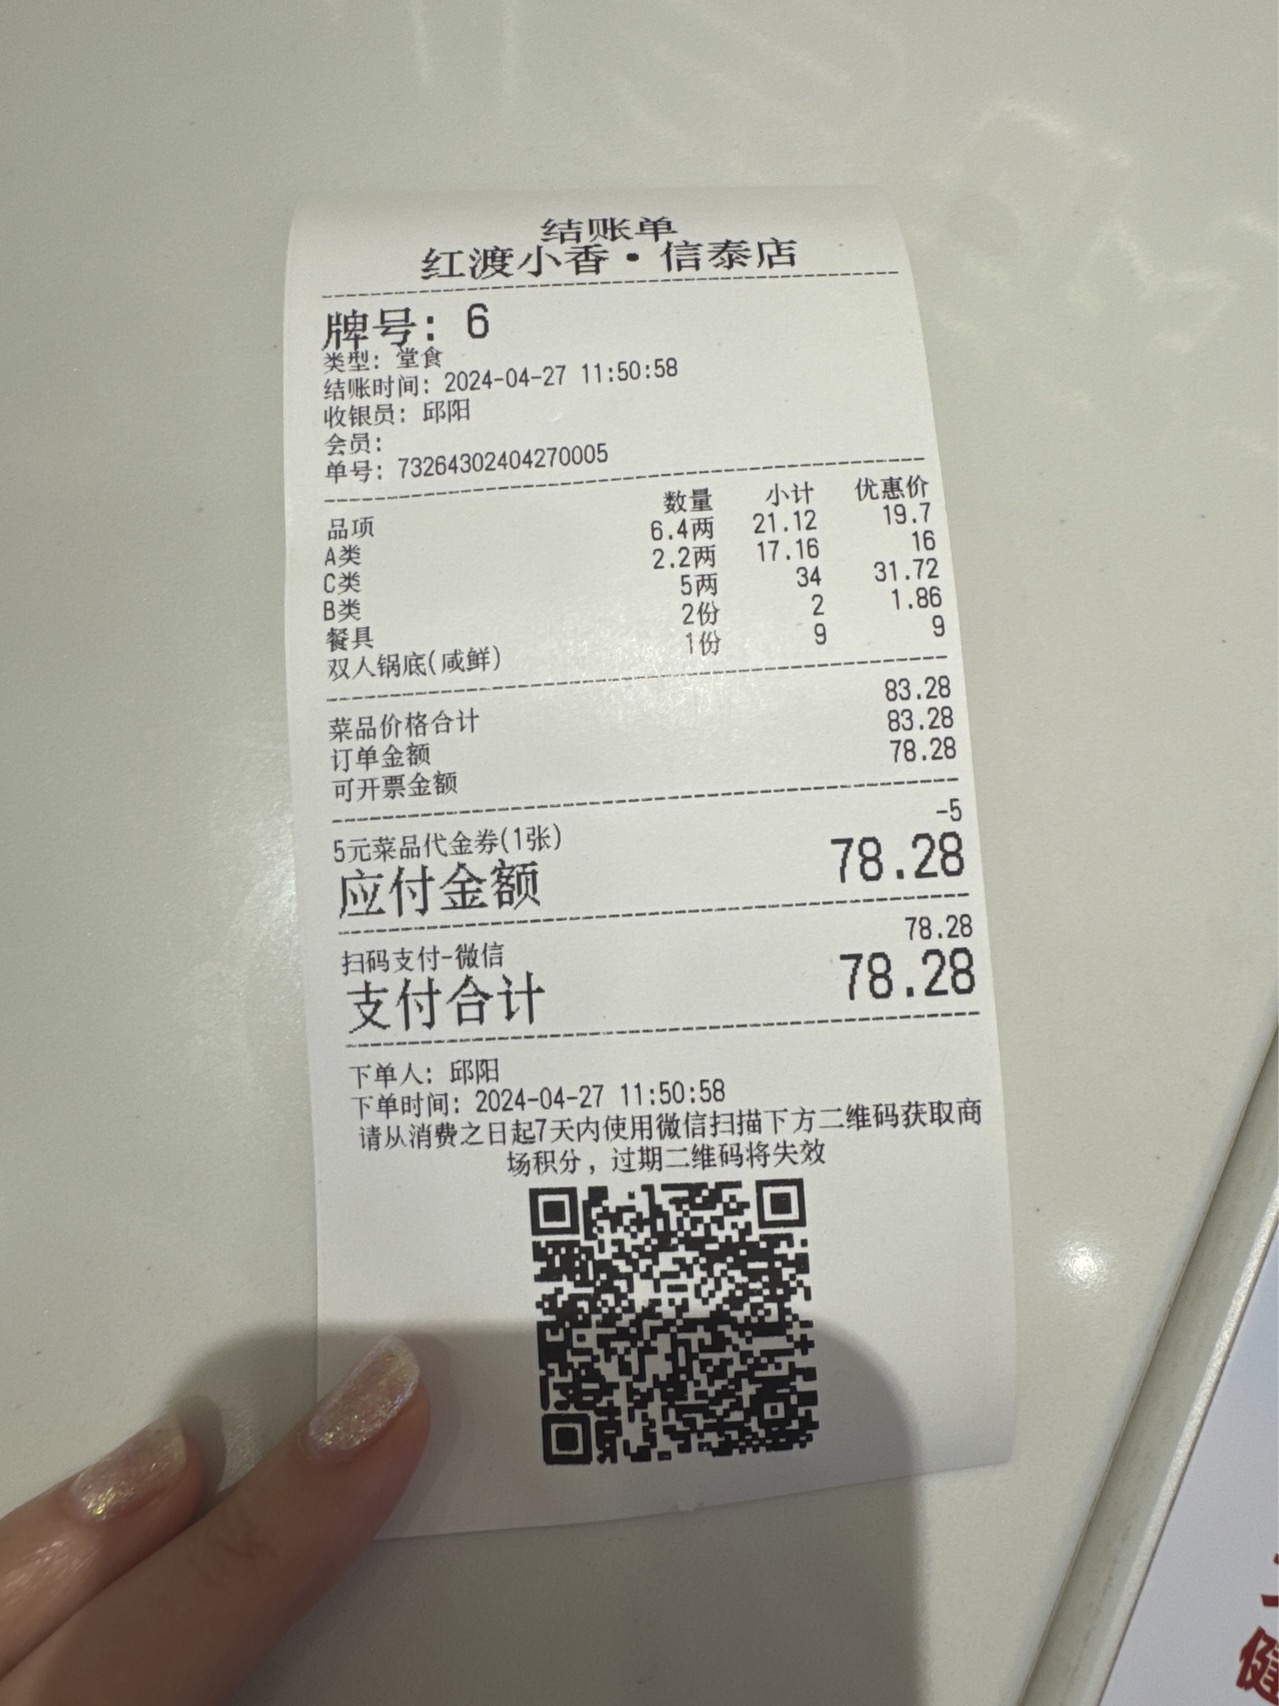 结账单
红渡小香·信泰店
牌号: 6
类型: 堂食
结账时间: 2024-04-27 11:50:58
收银员: 邱阳
会员:
单号: 73264302404270005
品项 数量 小计 优惠价
A类 6.4两 21.12 19.7
C类 2.2两 17.16 16
B类 5两 34 31.72
餐具 2份 2 1.86
双人锅底(咸鲜) 1份 9 9
菜品价格合计 83.28
订单金额 83.28
可开票金额 78.28
5元菜品代金券(1张) -5
应付金额 78.28
扫码支付-微信 78.28
支付合计 78.28
下单人: 邱阳
下单时间: 2024-04-27 11:50:58
请从消费之日起7天内使用微信扫描下方二维码获取商
场积分, 过期二维码将失效
健